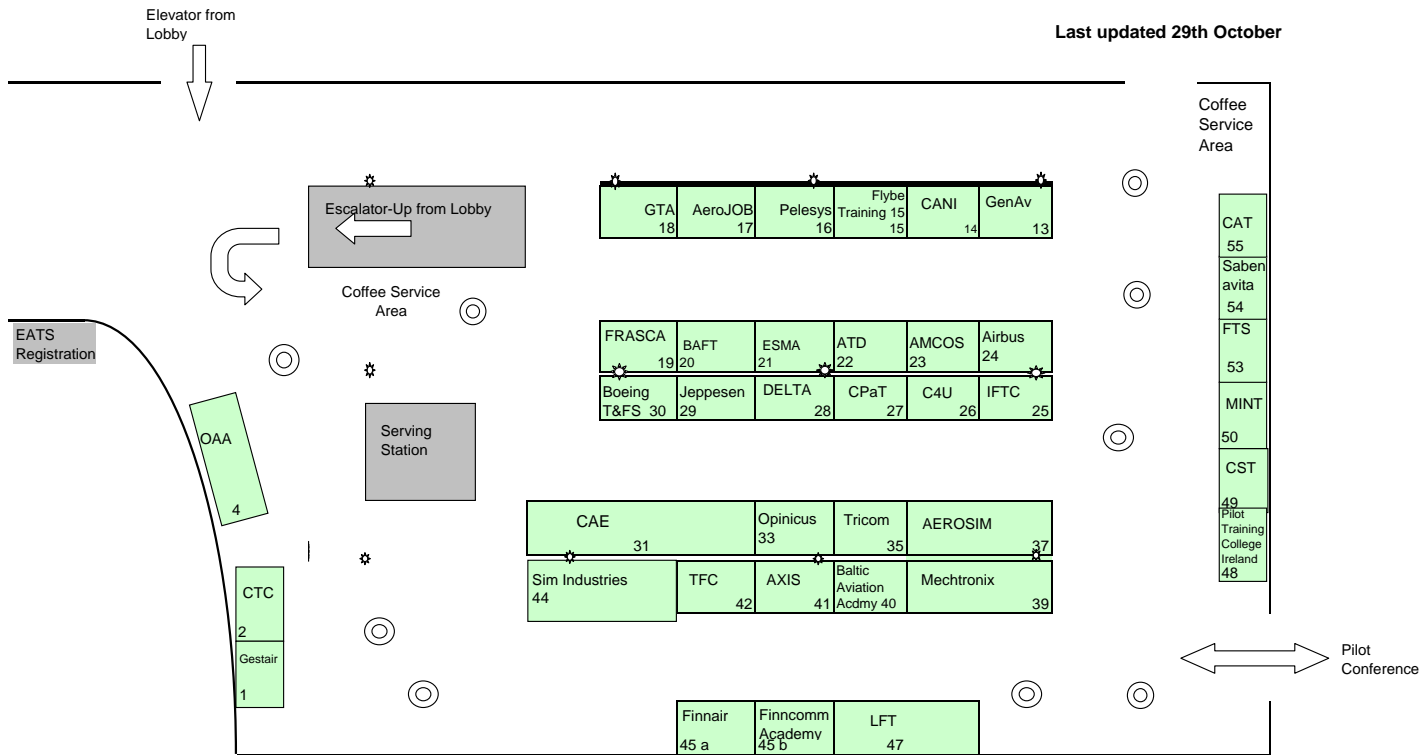 Elevator from
Lobby
Last updated 29th October
Coffee
Service
Area
Escalator-Up from Lobby
GTA
18
AeroJOB
17
Pelesys
16
Flybe
Training 15
15
CANI
14
GenAv
13
CAT
55
Saben
avita
54
FTS
53
MINT
50
CST
49
Pilot
Training
College
Ireland
48
Coffee Service
Area
EATS
Registration
FRASCA
19
BAFT
20
ESMA
21
ATD
22
AMCOS
23
Airbus
24
Boeing
T&FS 30
Jeppesen
29
DELTA
28
CPaT
27
C4U
26
IFTC
25
OAA
4
Serving
Station
CAE
31
Opinicus
33
Tricom
35
AEROSIM
37
Sim Industries
44
TFC
42
AXIS
41
Baltic
Aviation
Acdmy 40
Mechtronix
39
CTC
2
Gestair
1
Pilot
Conference
Finnair
45 a
Finncomm
Academy
45 b
LFT
47